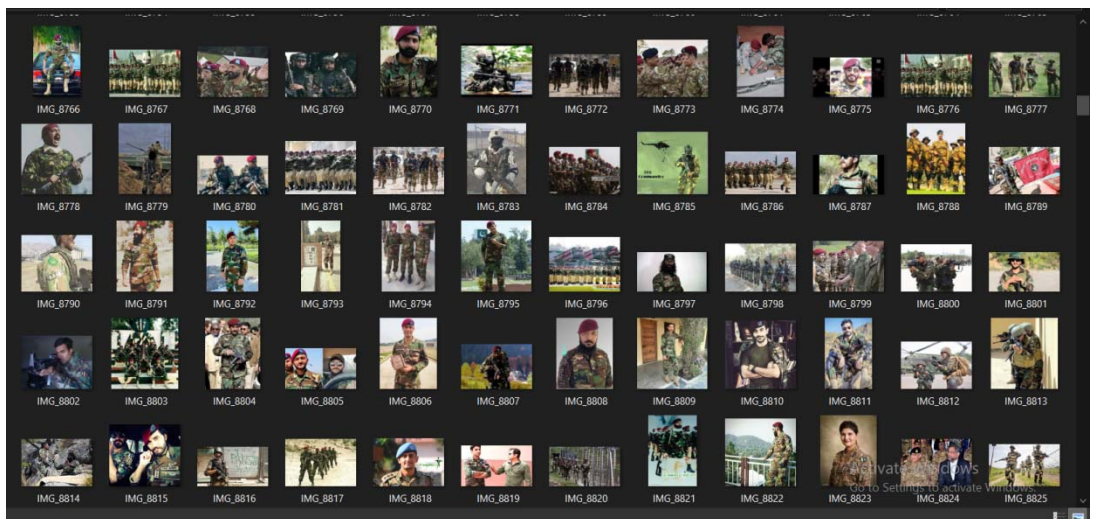 IMG_8766 IMG_8767 IMG_8768 IMG_8769 IMG_8770 IMG_8771 IMG_8772 IMG_8773 IMG_8774 IMG_8775 IMG_8776 IMG_8777
IMG_8778 IMG_8779 IMG_8780 IMG_8781 IMG_8782 IMG_8783 IMG_8784 IMG_8785 IMG_8786 IMG_8787 IMG_8788 IMG_8789
IMG_8790 IMG_8791 IMG_8792 IMG_8793 IMG_8794 IMG_8795 IMG_8796 IMG_8797 IMG_8798 IMG_8799 IMG_8800 IMG_8801
IMG_8802 IMG_8803 IMG_8804 IMG_8805 IMG_8806 IMG_8807 IMG_8808 IMG_8809 IMG_8810 IMG_8811 IMG_8812 IMG_8813
Activate Windows
IMG_8814 IMG_8815 IMG_8816 IMG_8817 IMG_8818 IMG_8819 IMG_8820 IMG_8821 IMG_8822 IMG_8823 IMG_8824 IMG_8825
Go to Settings to activate Windows.